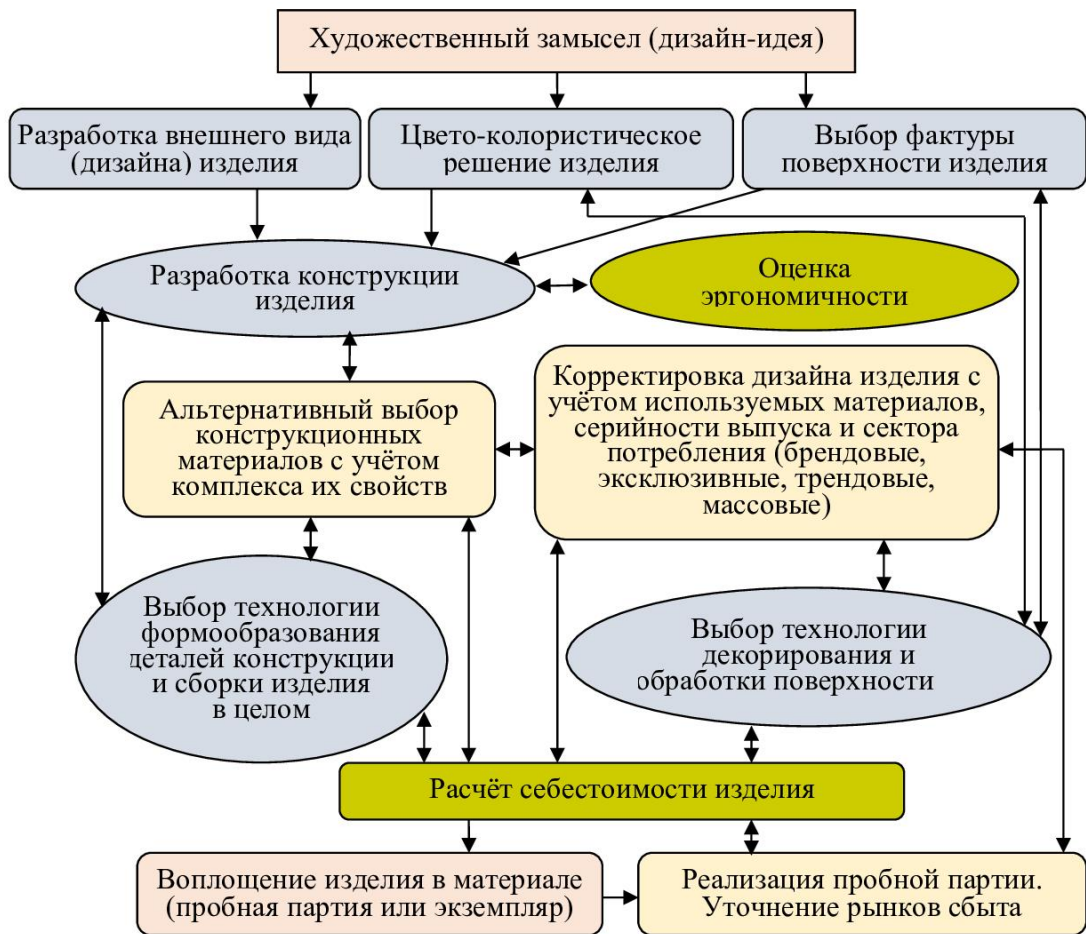 Художественный замысел (дизайн-идея)
Разработка внешнего вида
(дизайна) изделия
Цвето-колористическое
решение изделия
Выбор фактуры
поверхности изделия
Разработка конструкции
изделия
Оценка
эргономичности
Альтернативный выбор
конструкционных
материалов с учётом
комплекса их свойств
Корректировка дизайна изделия с
учётом используемых материалов,
серийности выпуска и сектора
потребления (брендовые,
эксклюзивные, трендовые,
массовые)
Выбор технологии
формообразования
деталей конструкции
и сборки изделия
в целом
Выбор технологии
декорирования и
обработки поверхности
Расчёт себестоимости изделия
Воплощение изделия в материале
(пробная партия или экземпляр)
Реализация пробной партии.
Уточнение рынков сбыта